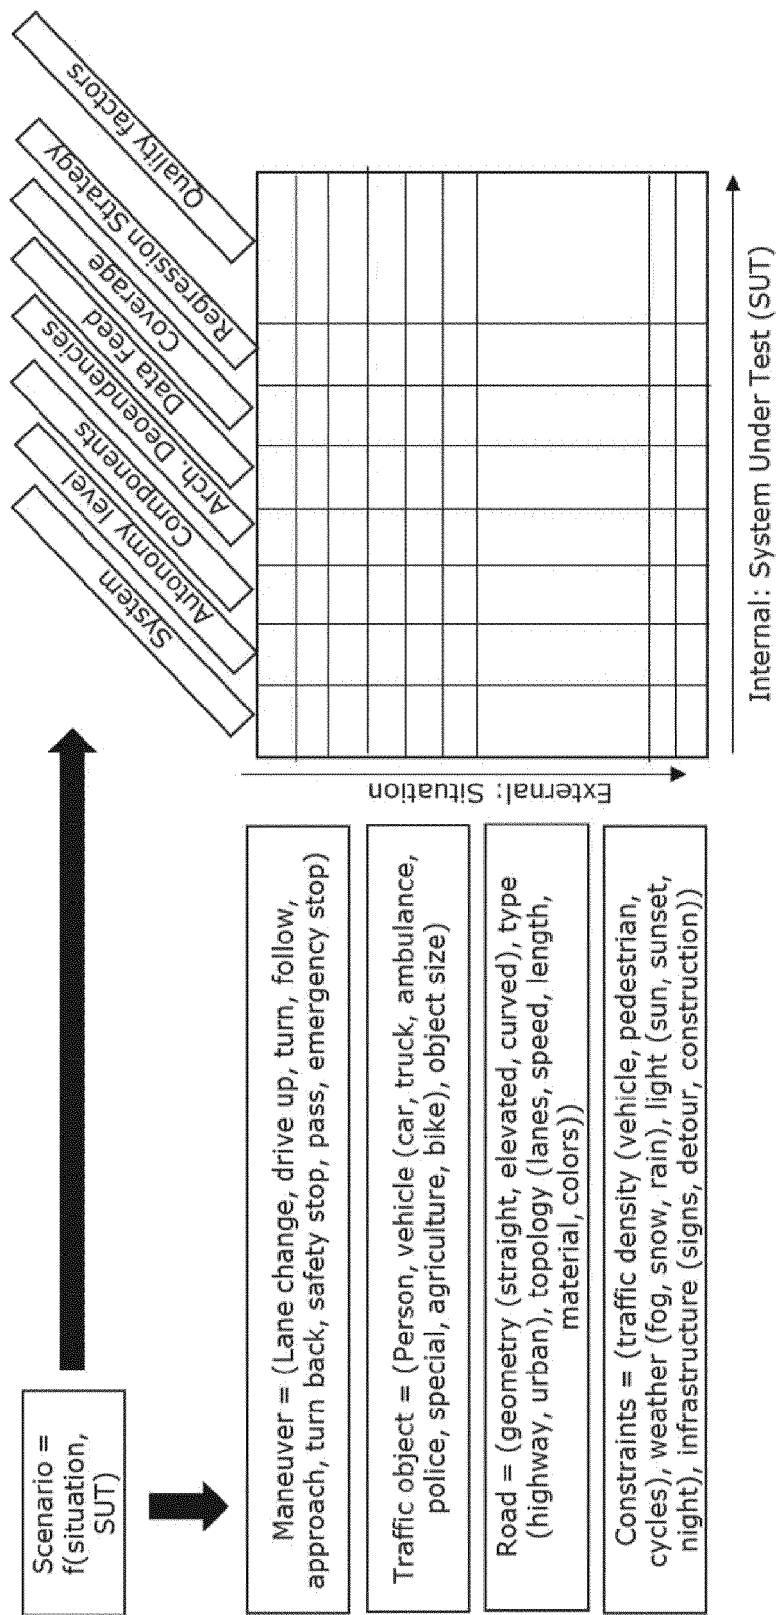 Scenario =
f(situation,
SUT)
System
Autonomy level
Components
Arch. Deoendencies
Data Feed
Coverage
Regression Strategy
Quality factors
Maneuver = (Lane change, drive up, turn, follow,
approach, turn back, safety stop, pass, emergency stop)
Traffic object = (Person, vehicle (car, truck, ambulance,
police, special, agriculture, bike), object size)
Road = (geometry (straight, elevated, curved), type
(highway, urban), topology (lanes, speed, length,
material, colors))
Constraints = (traffic density (vehicle, pedestrian,
cycles), weather (fog, snow, rain), light (sun, sunset,
night), infrastructure (signs, detour, construction))
External: Situation
Internal: System Under Test (SUT)